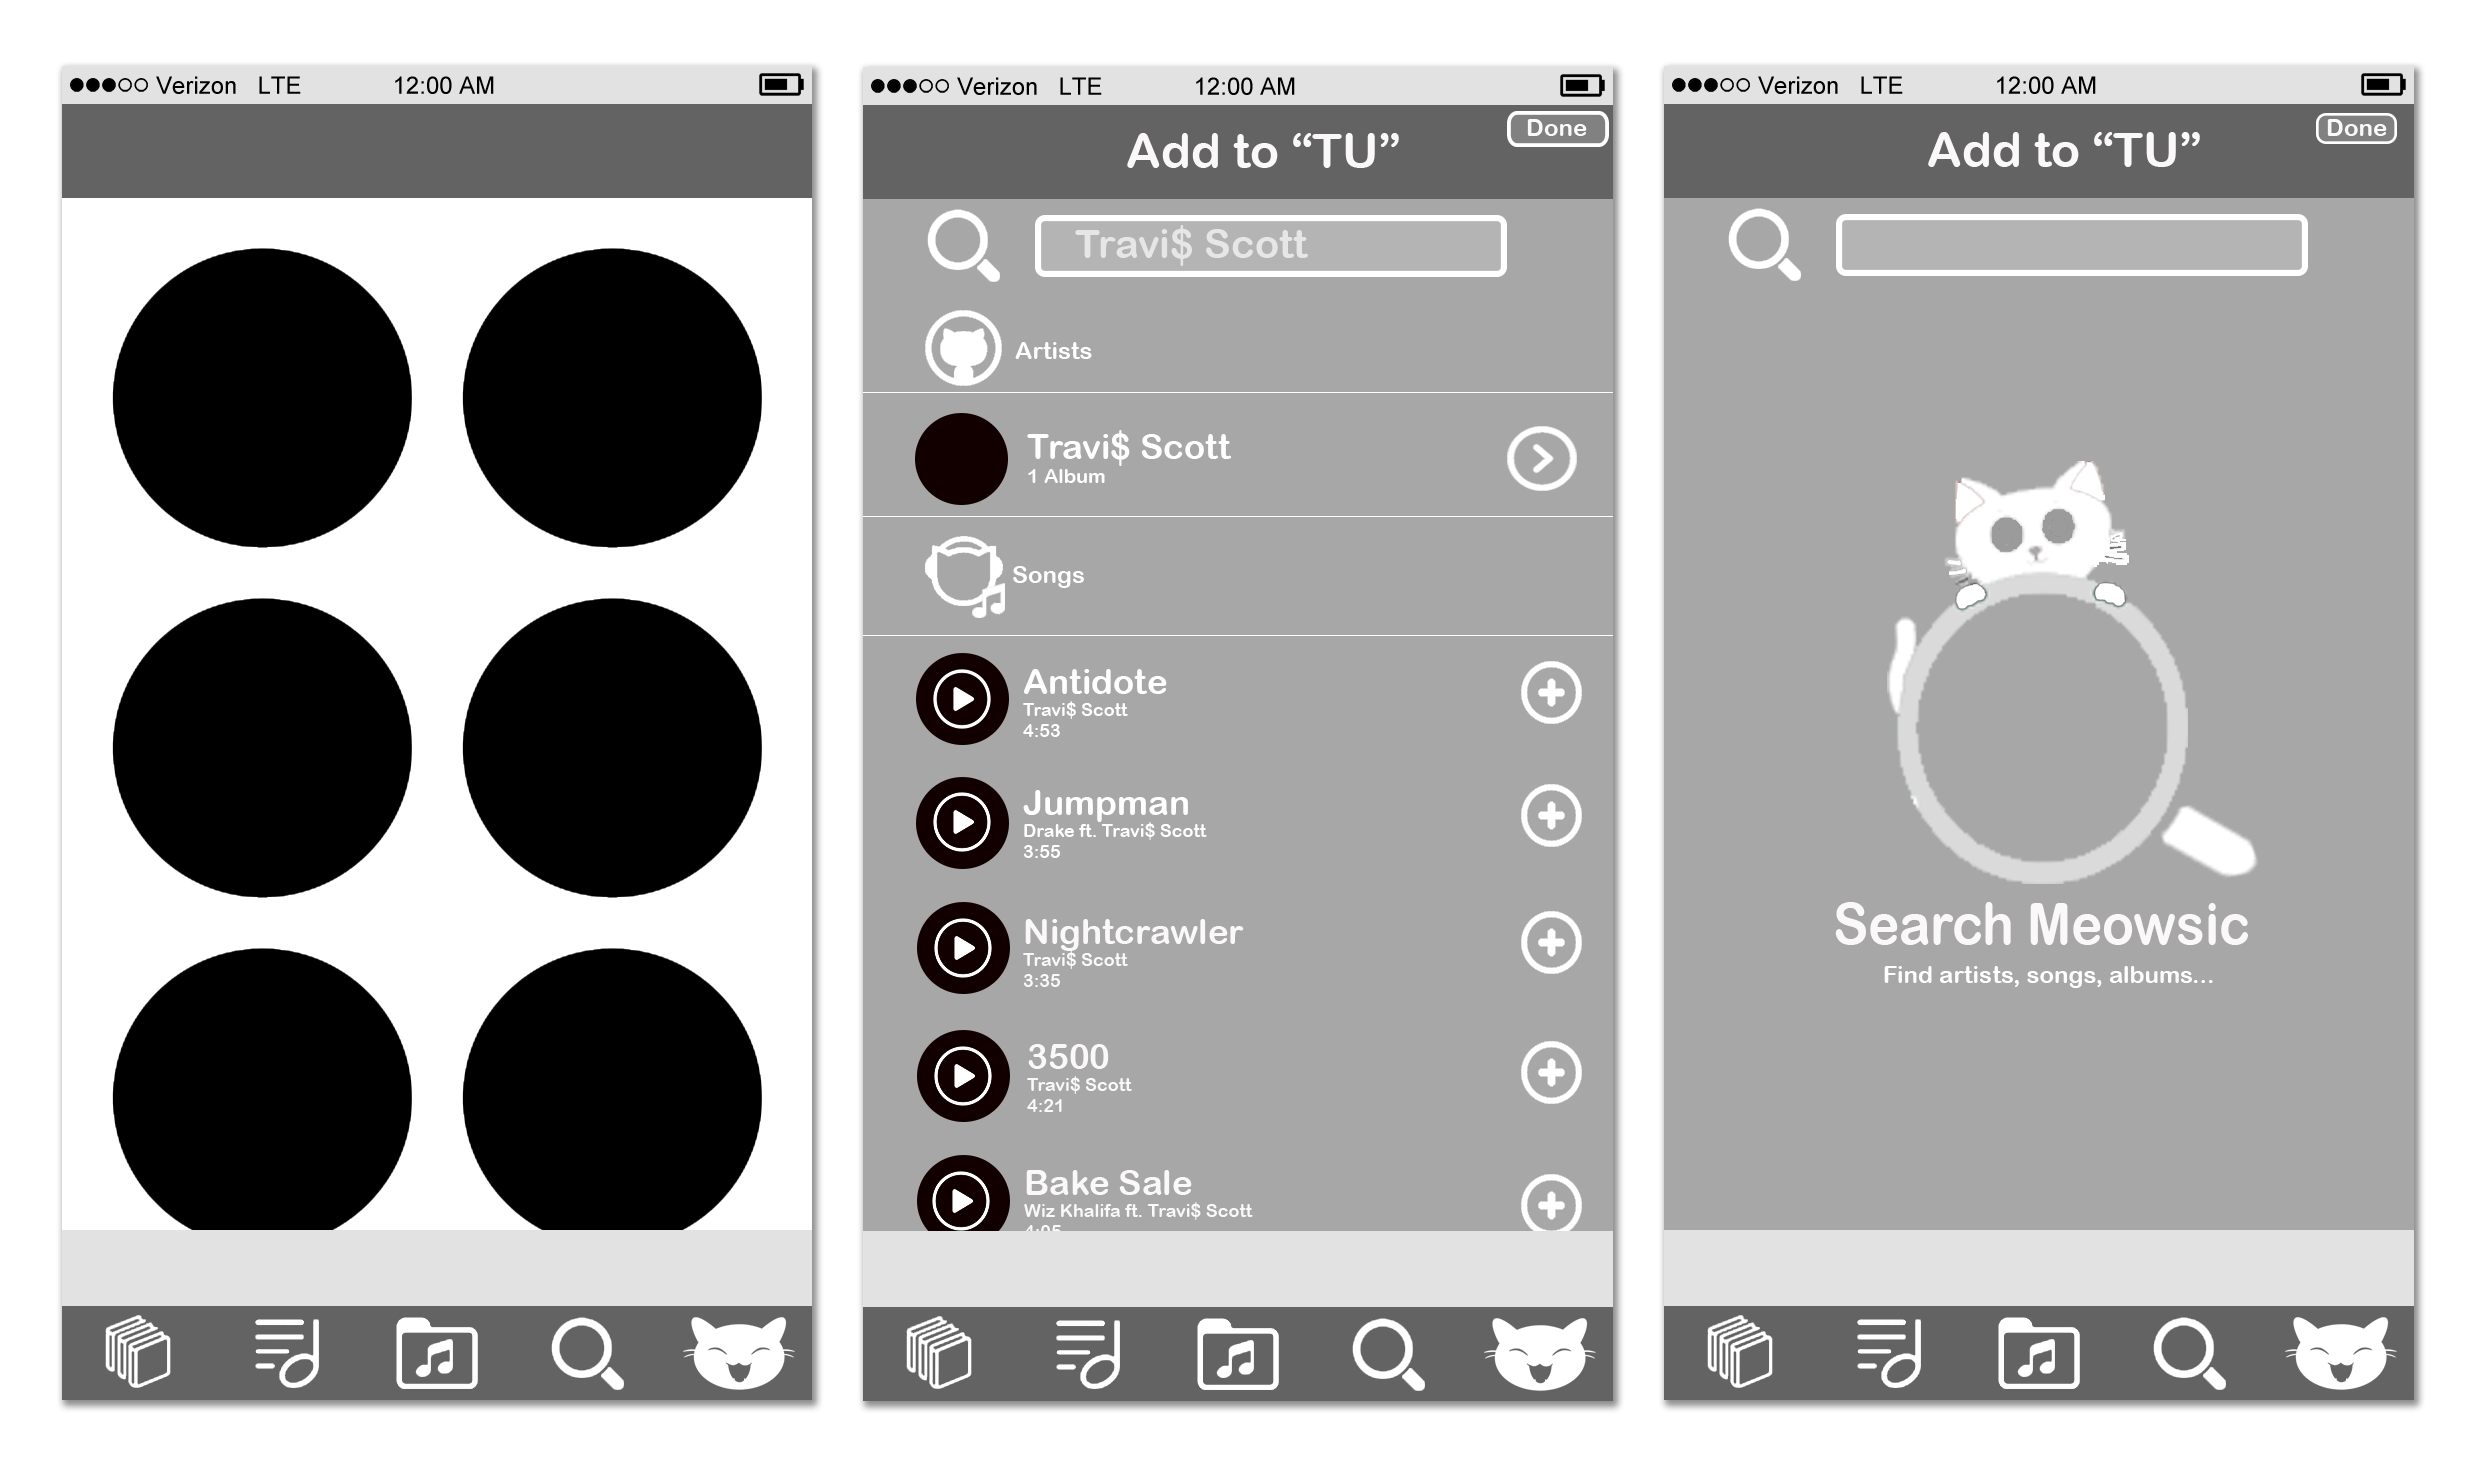 Verizon LTE 12:00 AM
Verizon LTE 12:00 AM
Add to “TU”
Done
Travi$ Scott
Artists
Travi$ Scott
1 Album
Songs
Antidote
Travi$ Scott
4:53
Jumpman
Drake ft. Travi$ Scott
3:55
Nightcrawler
Travi$ Scott
3:35
3500
Travi$ Scott
4:21
Bake Sale
Wiz Khalifa ft. Travi$ Scott
Verizon LTE 12:00 AM
Add to “TU”
Done
Search Meowsic
Find artists, songs, albums...